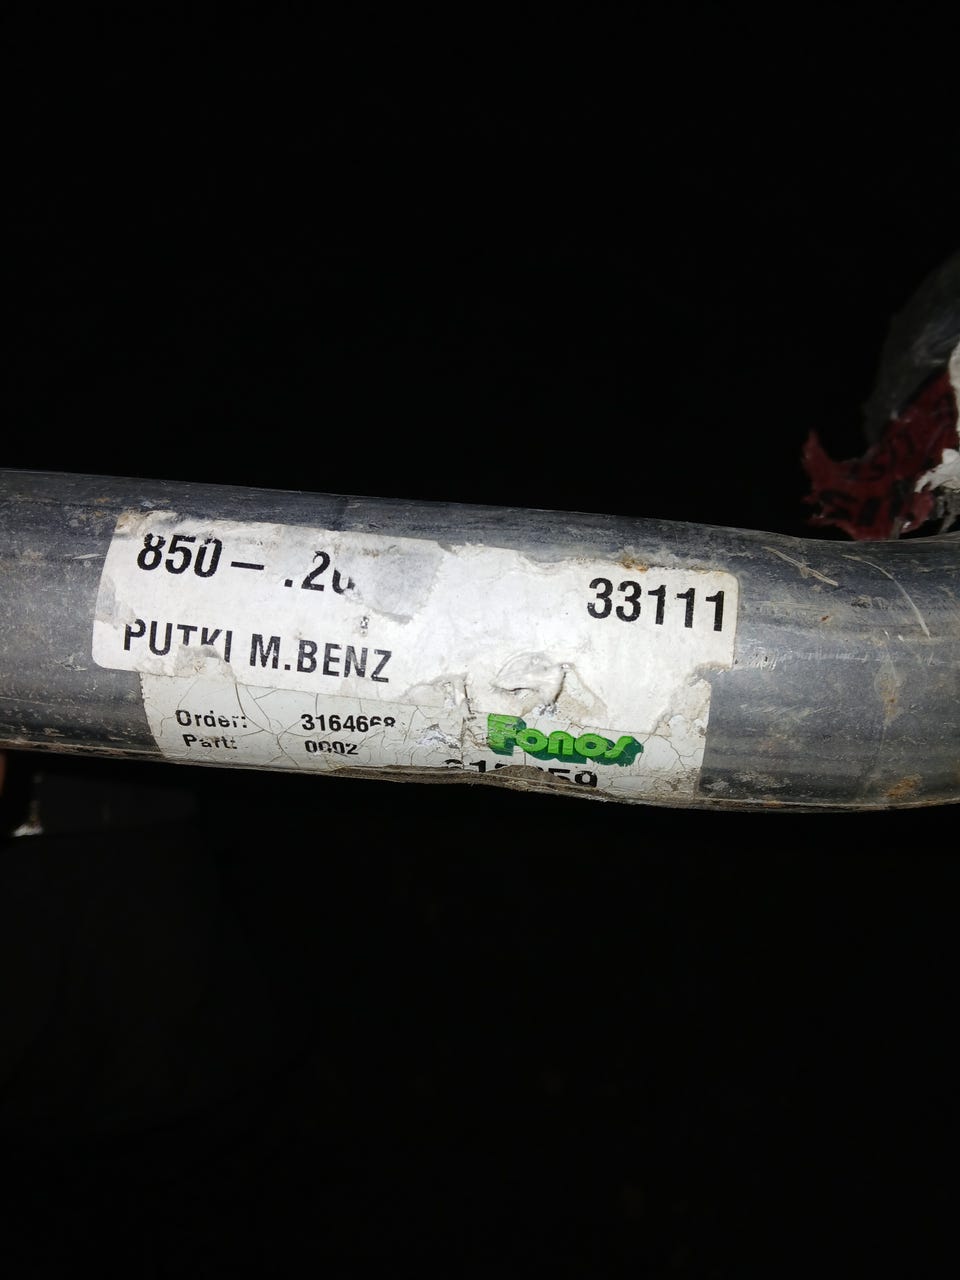 850- .20 33111
PUTKI M.BENZ
Order: 3164668
Part: 0002
Fonos